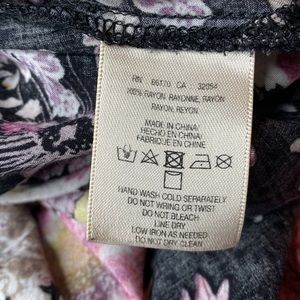 RN 66170 CA 32054
100% RAYON, RAYONNE, RAYON,
RAYON, REYON
MADE IN CHINA/
HECHO EN CHINA/
FABRIQUE EN CHINE
HAND WASH COLD SEPARATELY
DO NOT WRING OR TWIST
DO NOT BLEACH
LINE DRY
LOW IRON AS NEEDED
DO NOT DRY CLEAN